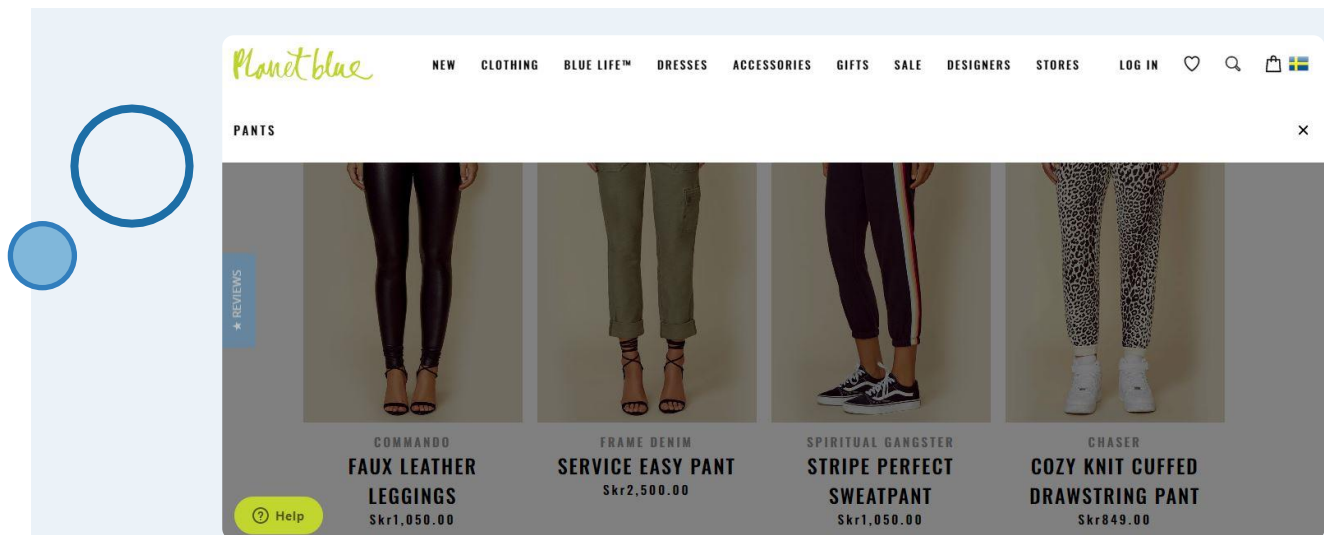 Planet blue
NEW CLOTHING BLUE LIFE™ DRESSES ACCESSORIES GIFTS SALE DESIGNERS STORES LOG IN
PANTS ×
★ REVIEWS
COMMANDO
FAUX LEATHER
LEGGINGS
Skr1,050.00
FRAME DENIM
SERVICE EASY PANT
Skr2,500.00
SPIRITUAL GANGSTER
STRIPE PERFECT
SWEATPANT
Skr1,050.00
CHASER
COZY KNIT CUFFED
DRAWSTRING PANT
Skr849.00
? Help